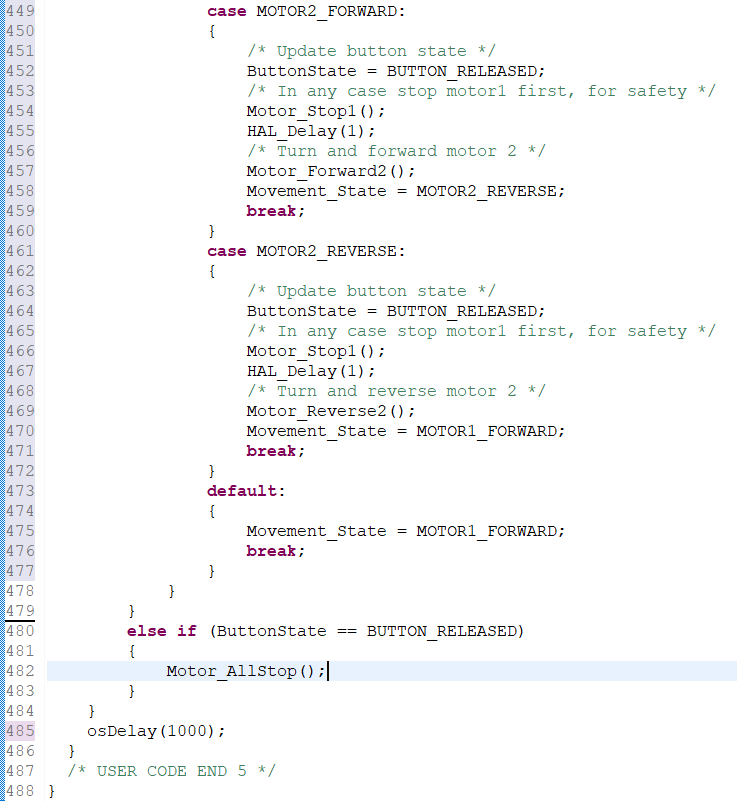 449 case MOTOR2_FORWARD:
450 {
451 /* Update button state */
452 ButtonState = BUTTON_RELEASED;
453 /* In any case stop motor1 first, for safety */
454 Motor_Stop1();
455 HAL_Delay(1);
456 /* Turn and forward motor 2 */
457 Motor_Forward2();
458 Movement_State = MOTOR2_REVERSE;
459 break;
460 }
461 case MOTOR2_REVERSE:
462 {
463 /* Update button state */
464 ButtonState = BUTTON_RELEASED;
465 /* In any case stop motor1 first, for safety */
466 Motor_Stop1();
467 HAL_Delay(1);
468 /* Turn and reverse motor 2 */
469 Motor_Reverse2();
470 Movement_State = MOTOR1_FORWARD;
471 break;
472 }
473 default:
474 {
475 Movement_State = MOTOR1_FORWARD;
476 break;
477 }
478 }
479 }
480 else if (ButtonState == BUTTON_RELEASED)
481 {
482 Motor_AllStop();
483 }
484 }
485 osDelay(1000);
486 }
487 /* USER CODE END 5 */
488 }